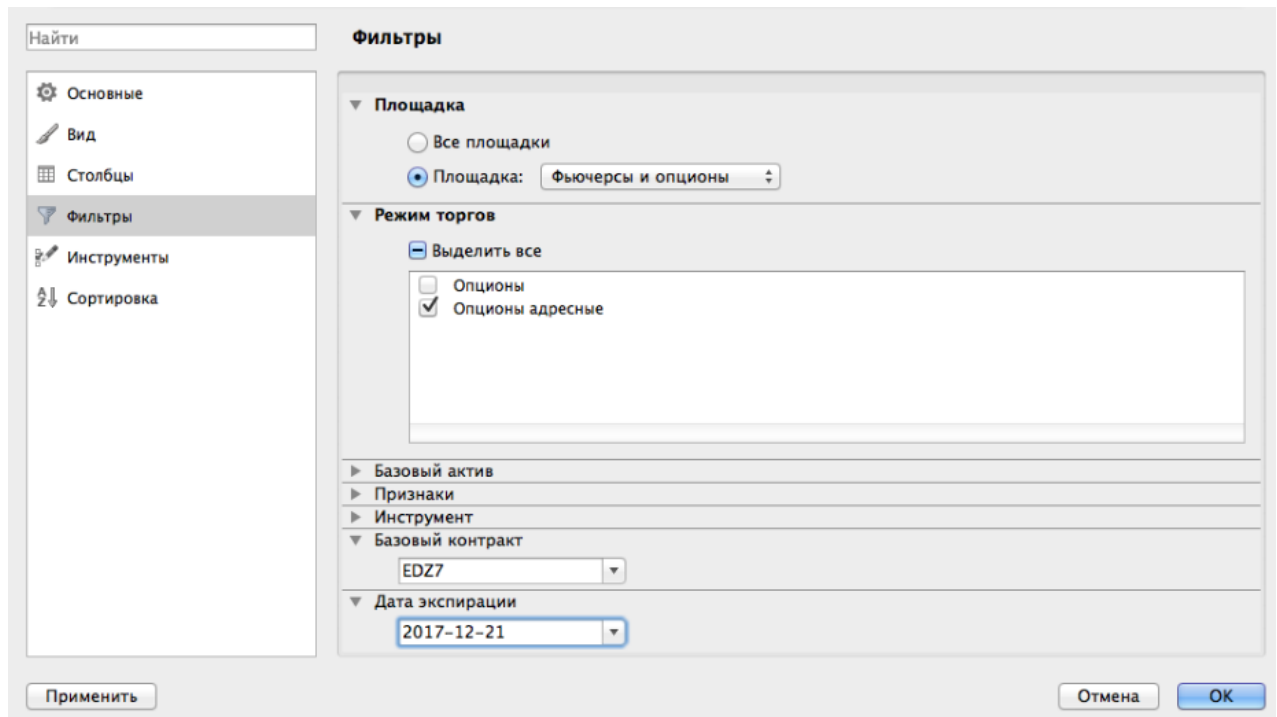 Найти
Основные
Вид
Столбцы
Фильтры
Инструменты
Сортировка
Фильтры
Площадка
Все площадки
Площадка: Фьючерсы и опционы
Режим торгов
Выделить все
Опционы
Опционы адресные
Базовый актив
Признаки
Инструмент
Базовый контракт
EDZ7
Дата экспирации
2017-12-21
Применить
Отмена
OK